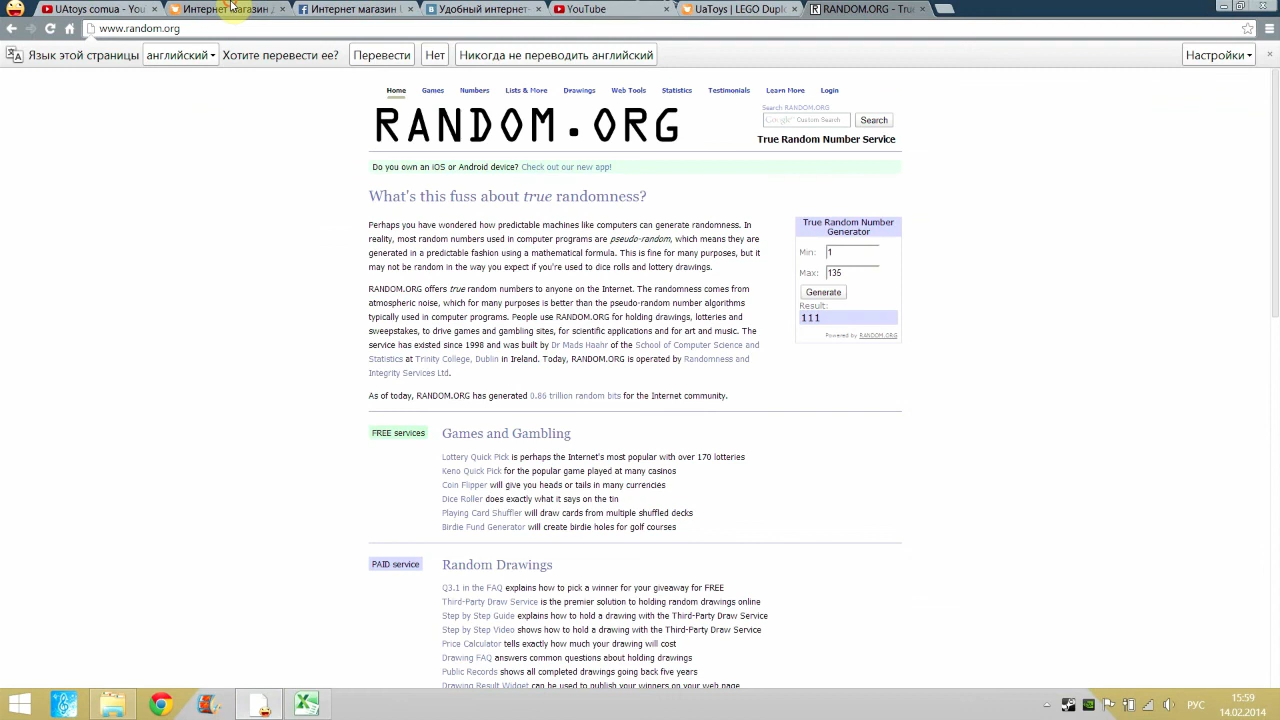 UAtoys comua - You
Интернет магазин Д
Интернет магазин U
Удобный интернет-
YouTube
UAtoys | LEGO Duplo
RANDOM.ORG - True
www.random.org
Язык этой страницы английский Хотите перевести ее? Перевести Нет Никогда не переводить английский Настройки
Home Games Numbers Lists & More Drawings Web Tools Statistics Testimonials Learn More Login
RANDOM.ORG
Search RANDOM.ORG
Google Custom Search Search
True Random Number Service
Do you own an iOS or Android device? Check out our new app!
What's this fuss about true randomness?
Perhaps you have wondered how predictable machines like computers can generate randomness. In
reality, most random numbers used in computer programs are pseudo-random, which means they are
generated in a predictable fashion using a mathematical formula. This is fine for many purposes, but it
may not be random in the way you expect if you're used to dice rolls and lottery drawings.
RANDOM.ORG offers true random numbers to anyone on the Internet. The randomness comes from
atmospheric noise, which for many purposes is better than the pseudo-random number algorithms
typically used in computer programs. People use RANDOM.ORG for holding drawings, lotteries and
sweepstakes, to drive games and gambling sites, for scientific applications and for art and music. The
service has existed since 1998 and was built by Dr Mads Haahr of the School of Computer Science and
Statistics at Trinity College, Dublin in Ireland. Today, RANDOM.ORG is operated by Randomness and
Integrity Services Ltd.
As of today, RANDOM.ORG has generated 0.86 trillion random bits for the Internet community.
True Random Number
Generator
Min: 1
Max: 135
Generate
Result:
111
Powered by RANDOM.ORG
FREE services
Games and Gambling
Lottery Quick Pick is perhaps the Internet's most popular with over 170 lotteries
Keno Quick Pick for the popular game played at many casinos
Coin Flipper will give you heads or tails in many currencies
Dice Roller does exactly what it says on the tin
Playing Card Shuffler will draw cards from multiple shuffled decks
Birdie Fund Generator will create birdie holes for golf courses
PAID service
Random Drawings
Q3.1 in the FAQ explains how to pick a winner for your giveaway for FREE
Third-Party Draw Service is the premier solution to holding random drawings online
Step by Step Guide explains how to hold a drawing with the Third-Party Draw Service
Step by Step Video shows how to hold a drawing with the Third-Party Draw Service
Price Calculator tells exactly how much your drawing will cost
Drawing FAQ answers common questions about holding drawings
Public Records shows all completed drawings going back five years
Drawing Result Widget can be used to publish your winners on your web page
РУС
15:59
14.02.2014